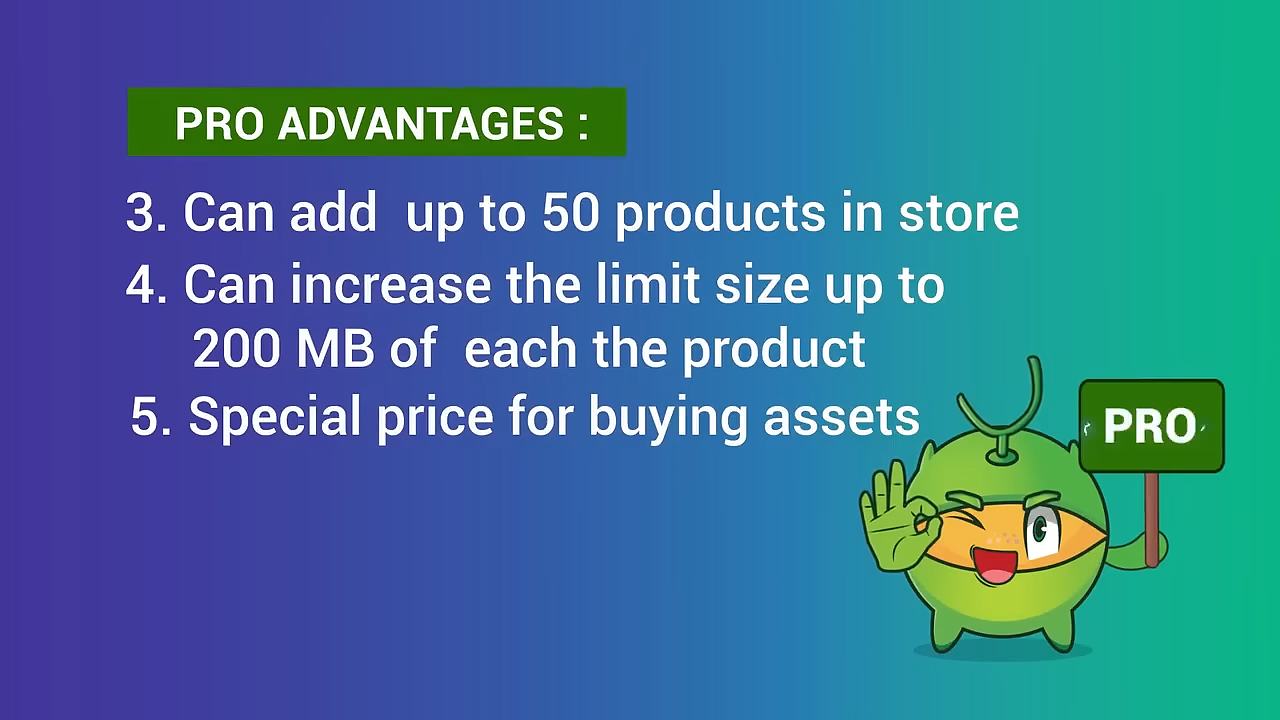 PRO ADVANTAGES :
3. Can add up to 50 products in store
4. Can increase the limit size up to
200 MB of each the product
5. Special price for buying assets
PRO